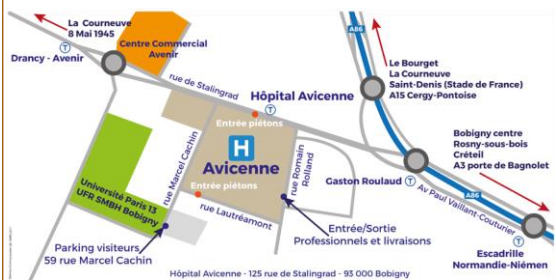 La Courneuve
8 Mai 1945
T
Drancy - Avenir
Centre Commercial
Avenir
rue de Stalingrad
Hôpital Avicenne
T
Entrée piétons
H
Avicenne
rue Marcel Cachin
Entrée piétons
rue Lautréamont
rue Romain
Rolland
Université Paris 13
UFR SMBH Bobigny
Parking visiteurs
59 rue Marcel Cachin
Entrée/Sortie
Professionnels et livraisons
A86
T
Le Bourget
La Courneuve
Saint-Denis (Stade de France)
A15 Cergy-Pontoise
Bobigny centre
Rosny-sous-bois
Créteil
A3 porte de Bagnolet
Gaston Roulaud
T
Av Paul Vaillant-Couturier
A86
T
Escadrille
Normandie-Niémen
Hôpital Avicenne - 125 rue de Stalingrad - 93 000 Bobigny